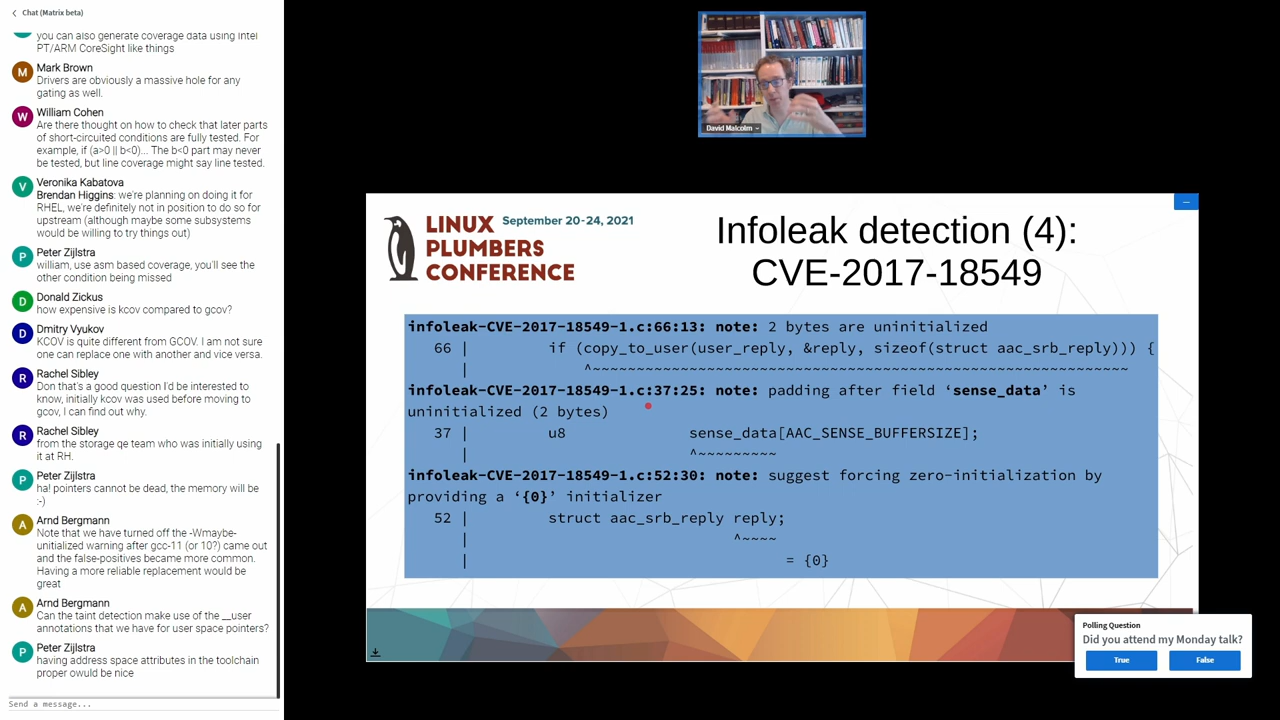 Chat (Matrix beta)
you can also generate coverage data using Intel
PT/ARM CoreSight like things
M
Mark Brown
Drivers are obviously a massive hole for any
gating as well.
W
William Cohen
Are there thought on how to check that later parts
of short-circuited conditions are fully tested. For
example, if (a>0 || b<0)... The b<0 part may never
be tested, but line coverage might say line tested.
V
Veronika Kabatova
Brendan Higgins: we're planning on doing it for
RHEL, we're definitely not in position to do so for
upstream (although maybe some subsystems
would be willing to try things out)
P
Peter Zijlstra
william, use asm based coverage, you'll see the
other condition being missed
D
Donald Zickus
how expensive is kcov compared to gcov?
D
Dmitry Vyukov
KCOV is quite different from GCOV. I am not sure
one can replace one with another and vice versa.
R
Rachel Sibley
Don that's a good question I'd be interested to
know, initially kcov was used before moving to
gcov, I can find out why.
R
Rachel Sibley
from the storage qe team who was initially using
it at RH.
P
Peter Zijlstra
ha! pointers cannot be dead, the memory will be
:-)
A
Arnd Bergmann
Note that we have turned off the -Wmaybe-
unitialized warning after gcc-11 (or 10?) came out
and the false-positives became more common.
Having a more reliable replacement would be
great
A
Arnd Bergmann
Can the taint detection make use of the __user
annotations that we have for user space pointers?
P
Peter Zijlstra
having address space attributes in the toolchain
proper owuld be nice
Send a message...
David Malcolm
LINUX
PLUMBERS
CONFERENCE
September 20-24, 2021
Infoleak detection (4):
CVE-2017-18549
infoleak-CVE-2017-18549-1.c:66:13: note: 2 bytes are uninitialized
66 | if (copy_to_user(user_reply, &reply, sizeof(struct aac_srb_reply))) {
| ^~~~~~~~~~~~~~~~~~~~~~~~~~~~~~~~~~~~~~~~~~~~~~~~~~
infoleak-CVE-2017-18549-1.c:37:25: note: padding after field ‘sense_data’ is
uninitialized (2 bytes)
37 | u8 sense_data[AAC_SENSE_BUFFERSIZE];
| ^~~~~~~~~~
infoleak-CVE-2017-18549-1.c:52:30: note: suggest forcing zero-initialization by
providing a ‘{0}’ initializer
52 | struct aac_srb_reply reply;
| ^~~~~
| = {0}
Polling Question
Did you attend my Monday talk?
True
False